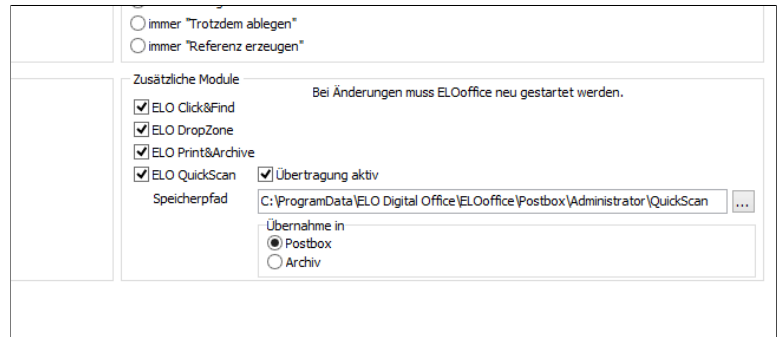 immer "Trotzdem ablegen"
immer "Referenz erzeugen"
Zusätzliche Module
Bei Änderungen muss ELOoffice neu gestartet werden.
ELO Click&Find
ELO DropZone
ELO Print&Archive
ELO QuickScan Übertragung aktiv
Speicherpfad C:\ProgramData\ELO Digital Office\ELOoffice\Postbox\Administrator\QuickScan ...
Übernahme in
Postbox
Archiv